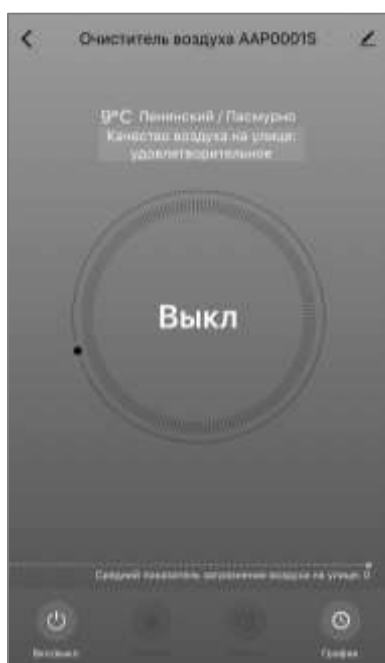 Очиститель воздуха AAP0001S
9°C Ленинский / Пасмурно
Качество воздуха на улице:
удовлетворительное
Выкл
Средний показатель загрязнения воздуха на улице: 0
Вкл/выкл
График